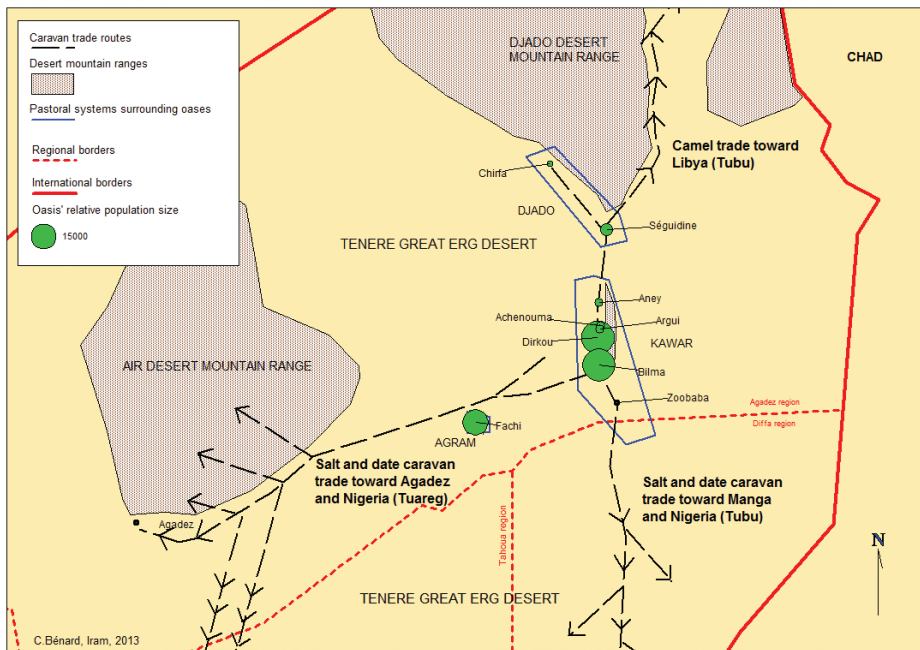 Caravan trade routes
Desert mountain ranges
Pastoral systems surrounding oases
Regional borders
International borders
Oasis' relative population size
15000
DJADO DESERT
MOUNTAIN RANGE
CHAD
Camel trade toward
Libya (Tubu)
Chirfa
DJADO
Séguidine
TENERE GREAT ERG DESERT
Aney
Achenouma
Argui
Dirkou
KAWAR
AIR DESERT MOUNTAIN RANGE
Bilma
Zoobaba
Agadez region
Diffa region
Fachi
AGRAM
Salt and date caravan
trade toward Agadez
and Nigeria (Tuareg)
Salt and date caravan
trade toward Manga
and Nigeria (Tubu)
Tahoua region
Agadez
N
TENERE GREAT ERG DESERT
C.Bénard, Iram, 2013